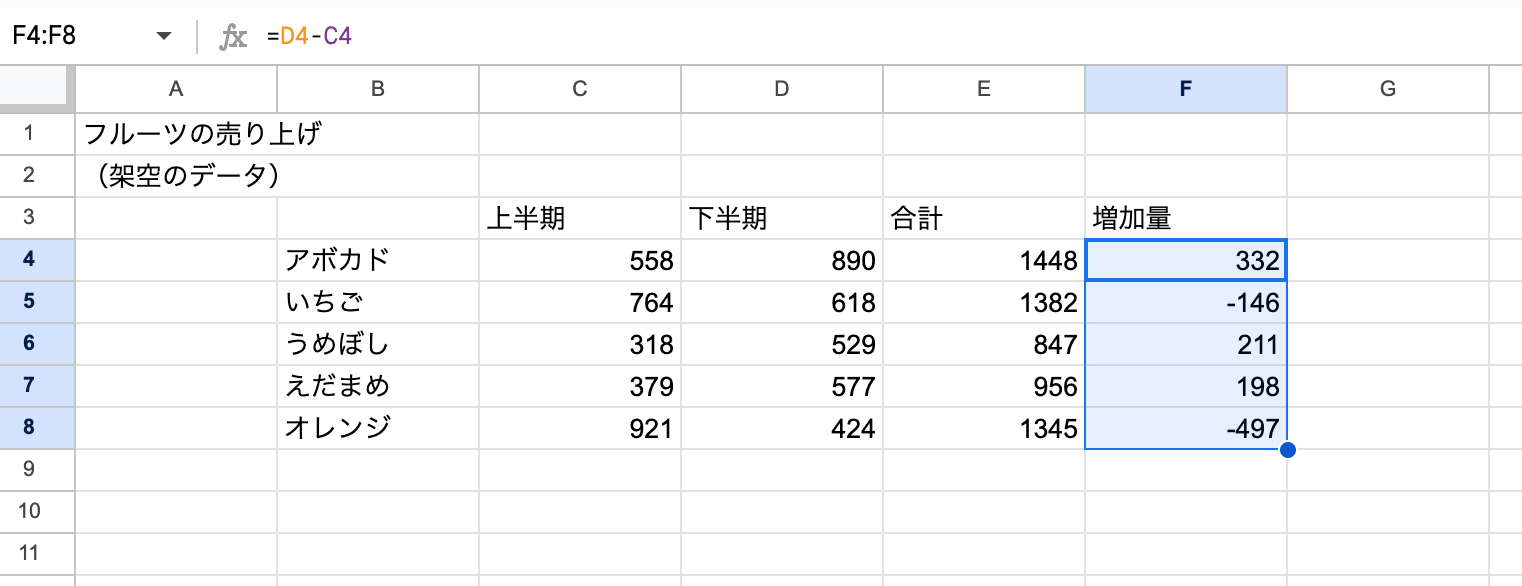 F4:F8 fx =D4-C4
A B C D E F G
1 フルーツの売り上げ
2 （架空のデータ）
3 上半期 下半期 合計 増加量
4 アボカド 558 890 1448 332
5 いちご 764 618 1382 -146
6 うめぼし 318 529 847 211
7 えだまめ 379 577 956 198
8 オレンジ 921 424 1345 -497
9
10
11